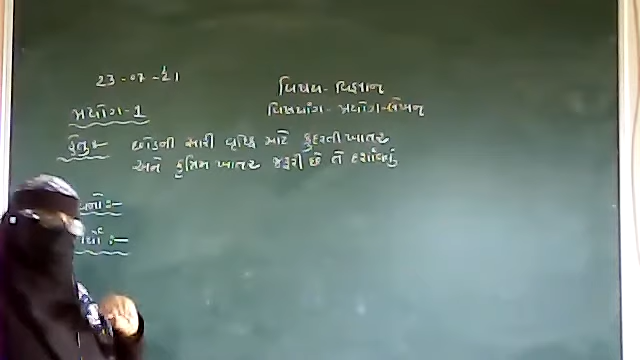 23-07-21
વિષય - વિજ્ઞાન
વિષયાંગ - પ્રયોગ-લેખન
પ્રયોગ-1
હેતુ:- છોડની સારી વૃદ્ધિ માટે કુદરતી ખાતર
અને કૃત્રિમ ખાતર જરૂરી છે તે દર્શાવવું